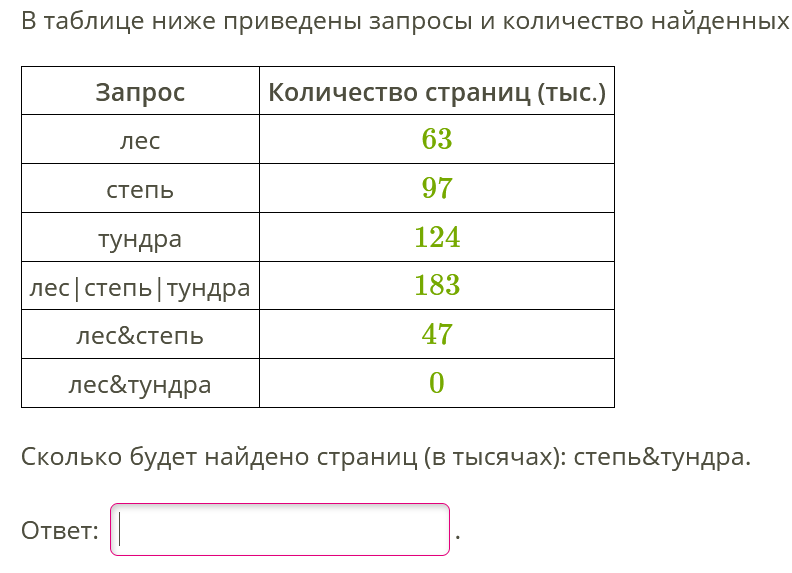 В таблице ниже приведены запросы и количество найденных
Запрос Количество страниц (тыс.)
лес 63
степь 97
тундра 124
лес|степь|тундра 183
лес&степь 47
лес&тундра 0
Сколько будет найдено страниц (в тысячах): степь&тундра.
Ответ: .